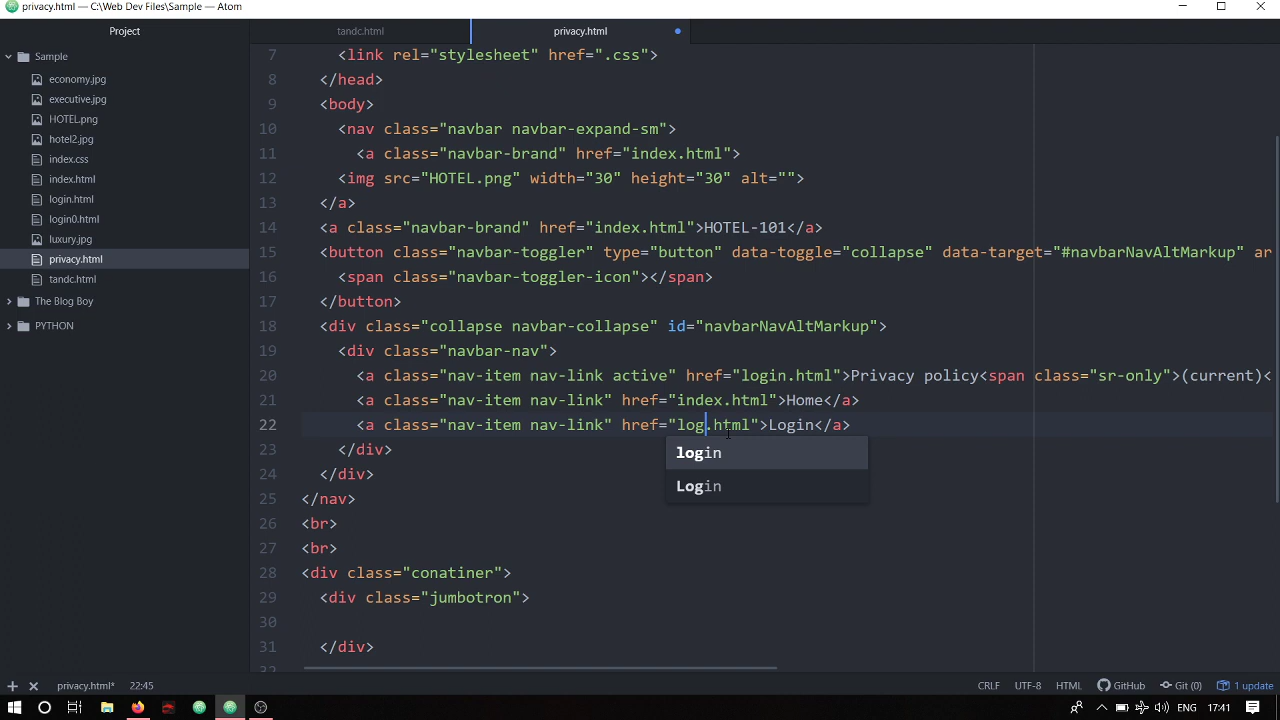 privacy.html — C:\Web Dev Files\Sample — Atom
Project
tandc.html
privacy.html
Sample
economy.jpg
executive.jpg
HOTEL.png
hotel2.jpg
index.css
index.html
login.html
login0.html
luxury.jpg
privacy.html
tandc.html
The Blog Boy
PYTHON
7 <link rel="stylesheet" href=".css">
8 </head>
9 <body>
10 <nav class="navbar navbar-expand-sm">
11 <a class="navbar-brand" href="index.html">
12 <img src="HOTEL.png" width="30" height="30" alt="">
13 </a>
14 <a class="navbar-brand" href="index.html">HOTEL-101</a>
15 <button class="navbar-toggler" type="button" data-toggle="collapse" data-target="#navbarNavAltMarkup" ar
16 <span class="navbar-toggler-icon"></span>
17 </button>
18 <div class="collapse navbar-collapse" id="navbarNavAltMarkup">
19 <div class="navbar-nav">
20 <a class="nav-item nav-link active" href="login.html">Privacy policy<span class="sr-only">(current)<
21 <a class="nav-item nav-link" href="index.html">Home</a>
22 <a class="nav-item nav-link" href="log.html">Login</a>
login
Login
23 </div>
24 </div>
25 </nav>
26 <br>
27 <br>
28 <div class="conatiner">
29 <div class="jumbotron">
30
31 </div>
32
privacy.html* 22:45
CRLF UTF-8 HTML GitHub Git (0) 1 update
ENG 17:41